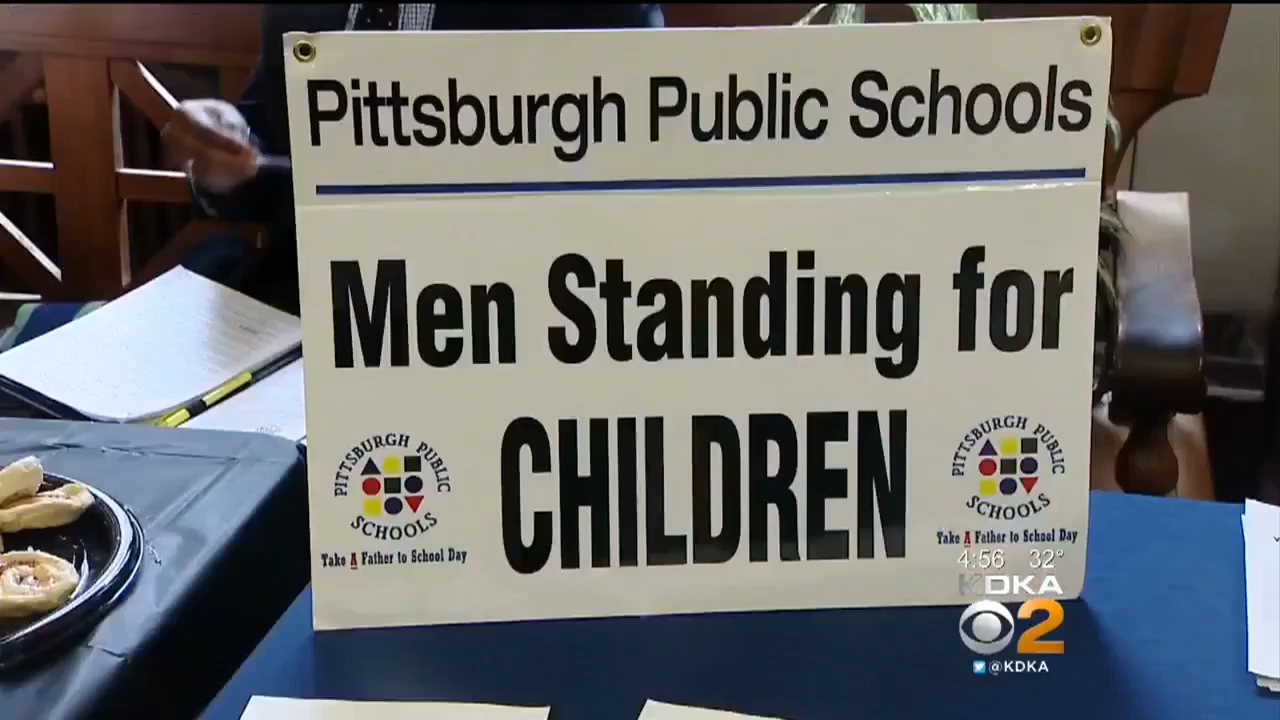 Pittsburgh Public Schools
Men Standing for
CHILDREN
PITTSBURGH PUBLIC
SCHOOLS
Take A Father to School Day
PITTSBURGH PUBLIC
SCHOOLS
Take A Father to School Day
4:56 32°
KDKA
2
@KDKA